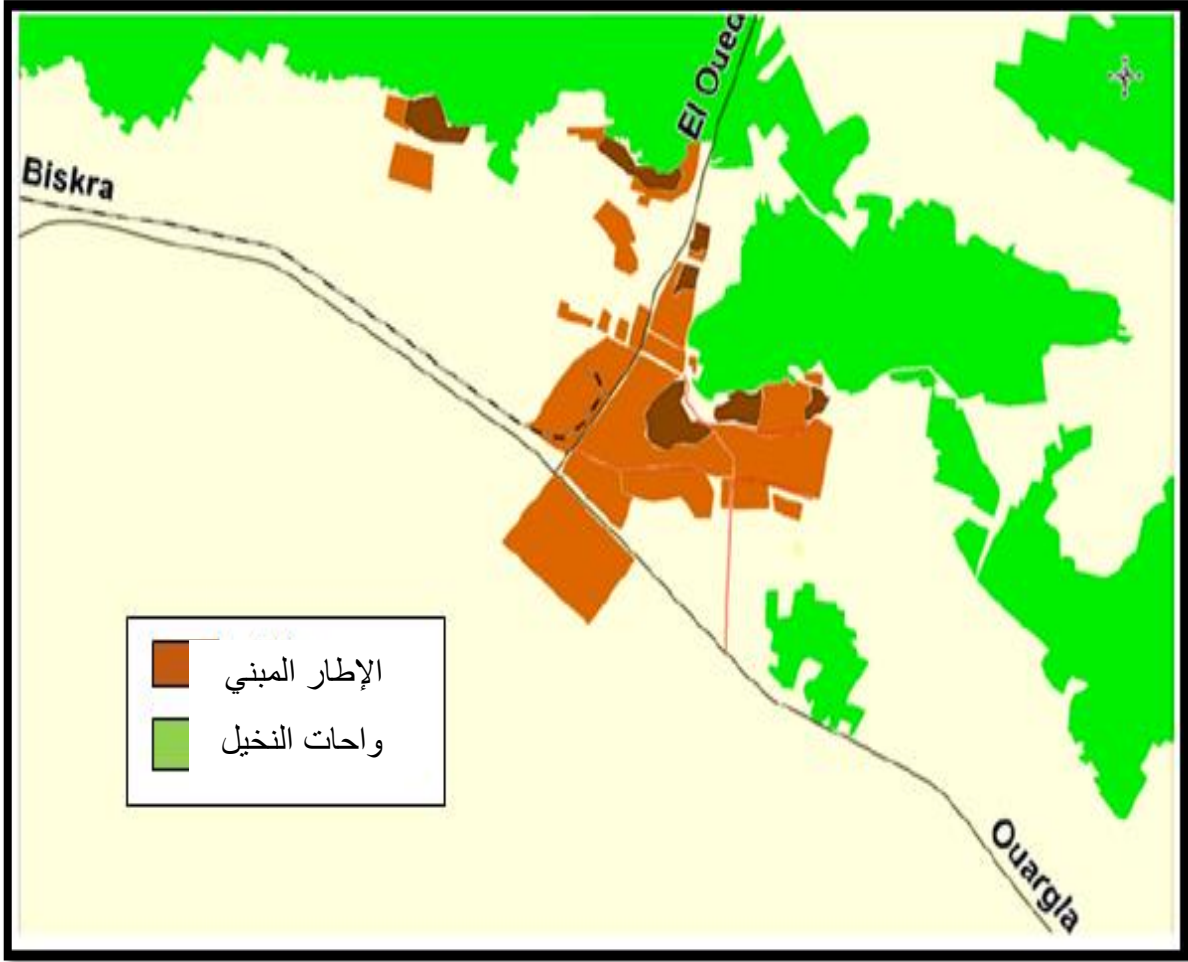 El Oued
Biskra
الإطار المبني
واحات النخيل
Ouargla